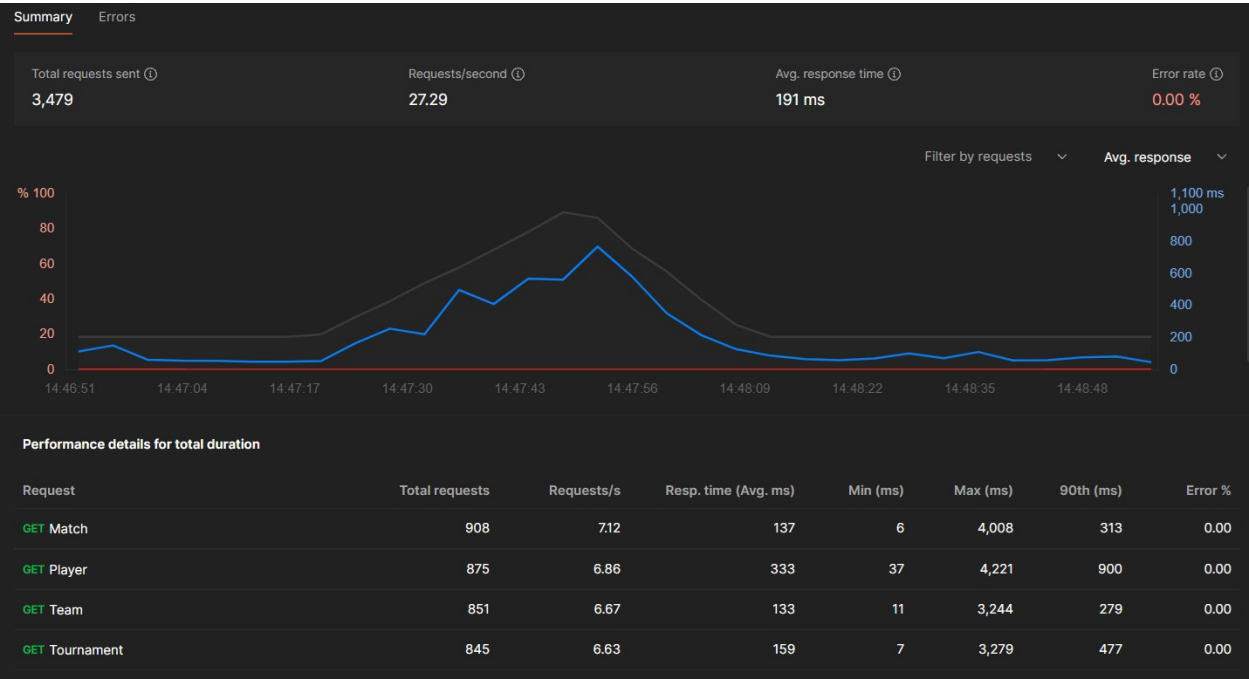 Summary Errors
Total requests sent Requests/second Avg. response time Error rate
3,479 27.29 191 ms 0.00 %
Filter by requests Avg. response
% 100 1,100 ms
1,000
80 800
60 600
40 400
20 200
0 0
14:46:51 14:47:04 14:47:17 14:47:30 14:47:43 14:47:56 14:48:09 14:48:22 14:48:35 14:48:48
Performance details for total duration
Request Total requests Requests/s Resp. time (Avg. ms) Min (ms) Max (ms) 90th (ms) Error %
GET Match 908 7.12 137 6 4,008 313 0.00
GET Player 875 6.86 333 37 4,221 900 0.00
GET Team 851 6.67 133 11 3,244 279 0.00
GET Tournament 845 6.63 159 7 3,279 477 0.00